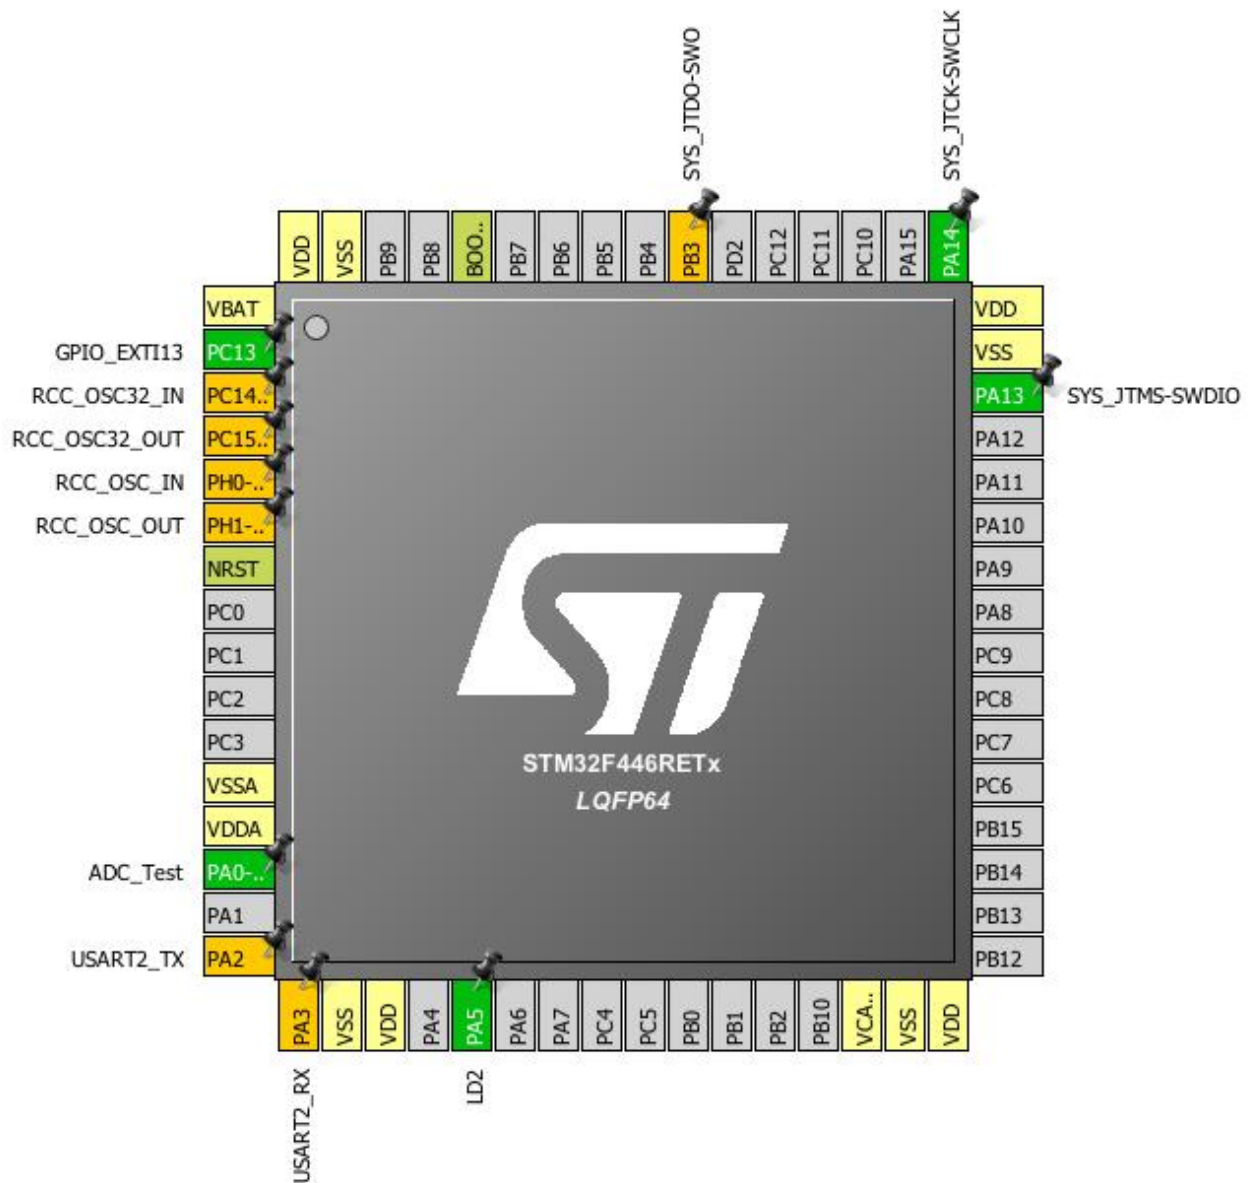 SYS_JTDO-SWO
SYS_JTCK-SWCLK
VDD
VSS
PB9
PB8
BOO..
PB7
PB6
PB5
PB4
PB3
PD2
PC12
PC11
PC10
PA15
PA14
VBAT
GPIO_EXTI13 PC13
RCC_OSC32_IN PC14..
RCC_OSC32_OUT PC15..
RCC_OSC_IN PH0-..
RCC_OSC_OUT PH1-..
NRST
PC0
PC1
PC2
PC3
VSSA
VDDA
ADC_Test PA0-..
PA1
USART2_TX PA2
VDD
VSS
PA13 SYS_JTMS-SWDIO
PA12
PA11
PA10
PA9
PA8
PC9
PC8
PC7
PC6
PB15
PB14
PB13
PB12
ST
STM32F446RETx
LQFP64
PA3
VSS
VDD
PA4
PA5
PA6
PA7
PC4
PC5
PB0
PB1
PB2
PB10
VCA..
VSS
VDD
USART2_RX
LD2